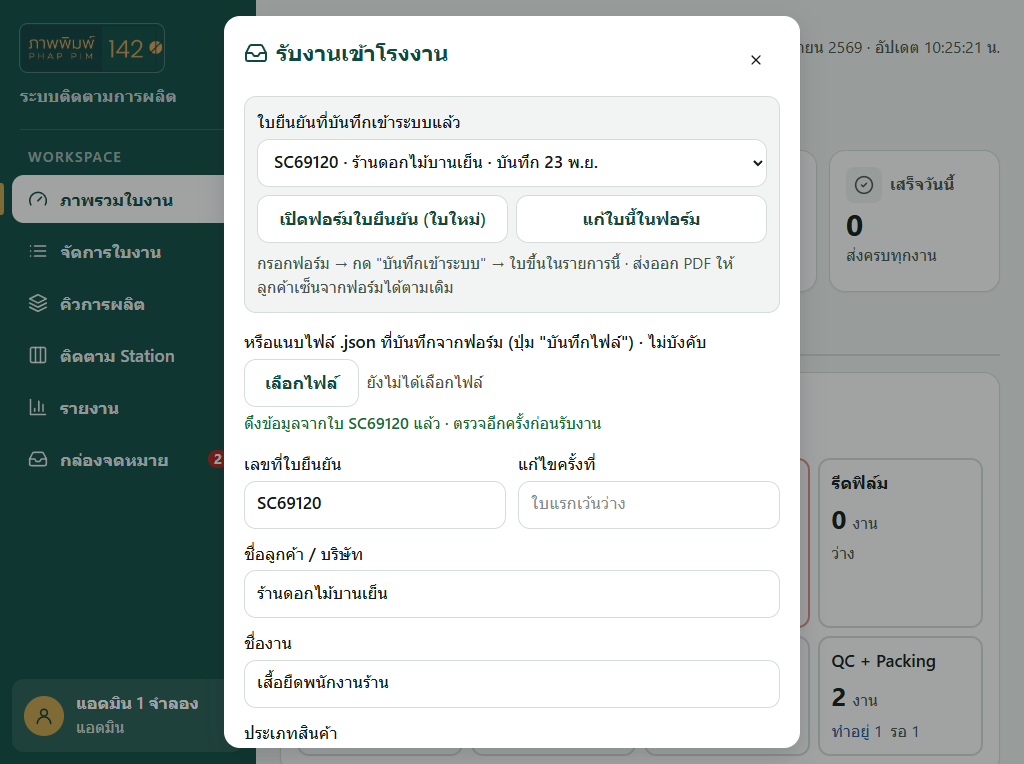 ภาพพิมพ์ 142
PHAP PIM
ระบบติดตามการผลิต
WORKSPACE
ภาพรวมใบงาน
จัดการใบงาน
คิวการผลิต
ติดตาม Station
รายงาน
กล่องจดหมาย 2
แอดมิน 1 จำลอง
แอดมิน
รับงานเข้าโรงงาน
×
ใบยืนยันที่บันทึกเข้าระบบแล้ว
SC69120 · ร้านดอกไม้บานเย็น · บันทึก 23 พ.ย.
เปิดฟอร์มใบยืนยัน (ใบใหม่) แก้ใบนี้ในฟอร์ม
กรอกฟอร์ม → กด "บันทึกเข้าระบบ" → ใบขึ้นในรายการนี้ · ส่งออก PDF ให้
ลูกค้าเซ็นจากฟอร์มได้ตามเดิม
หรือแนบไฟล์ .json ที่บันทึกจากฟอร์ม (ปุ่ม "บันทึกไฟล์") · ไม่บังคับ
เลือกไฟล์ ยังไม่ได้เลือกไฟล์
ดึงข้อมูลจากใบ SC69120 แล้ว · ตรวจอีกครั้งก่อนรับงาน
เลขที่ใบยืนยัน แก้ไขครั้งที่
SC69120 ใบแรกเว้นว่าง
ชื่อลูกค้า / บริษัท
ร้านดอกไม้บานเย็น
ชื่องาน
เสื้อยืดพนักงานร้าน
ประเภทสินค้า
2569 · อัปเดต 10:25:21 น.
เสร็จวันนี้
0
ส่งครบทุกงาน
รีดฟิล์ม
0 งาน
ว่าง
QC + Packing
2 งาน
ทำอยู่ 1 รอ 1